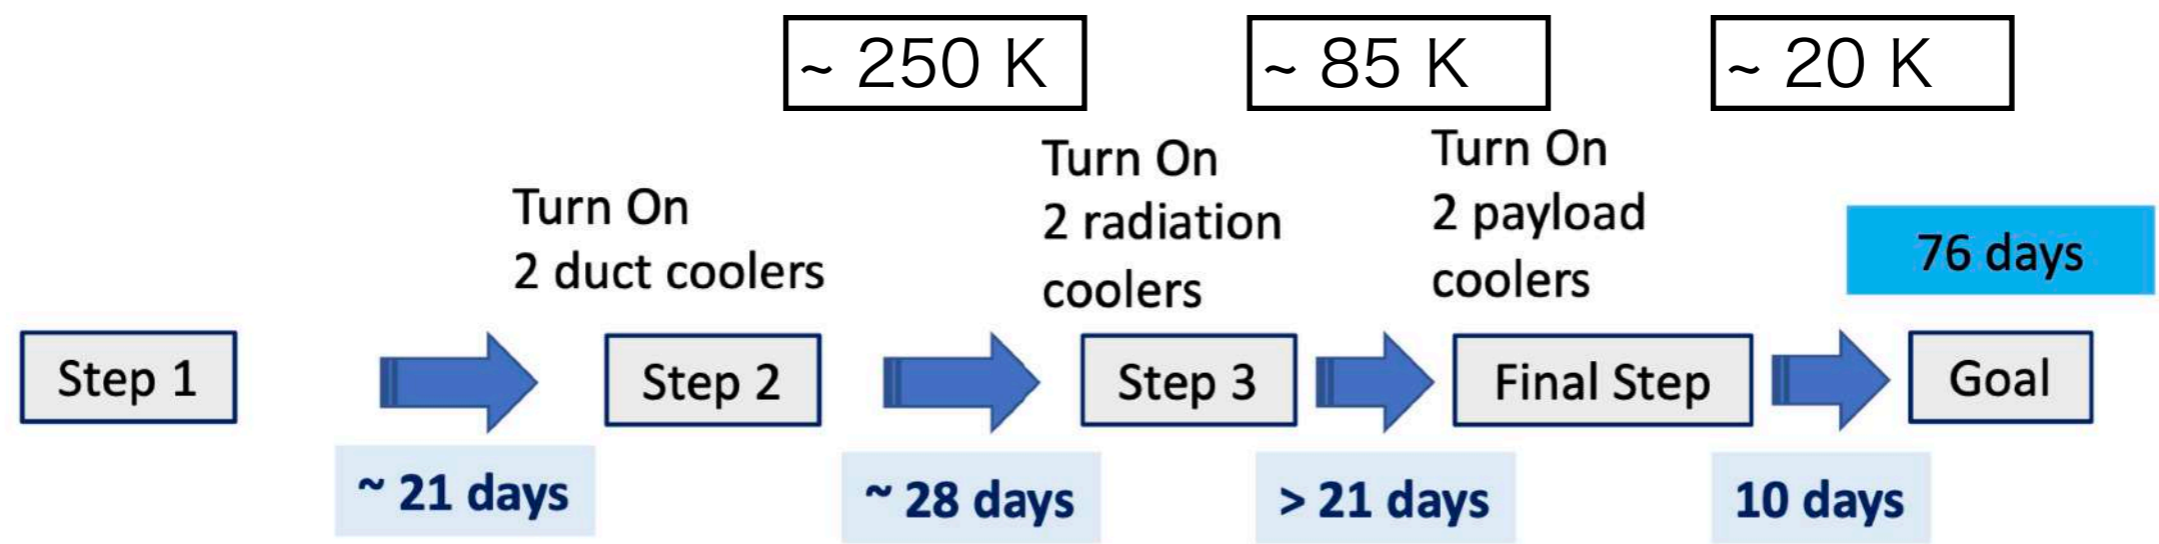 ~ 250 K
~ 85 K
~ 20 K
Turn On
2 duct coolers
Turn On
2 radiation
coolers
Turn On
2 payload
coolers
76 days
Step 1
Step 2
Step 3
Final Step
Goal
~ 21 days
~ 28 days
> 21 days
10 days